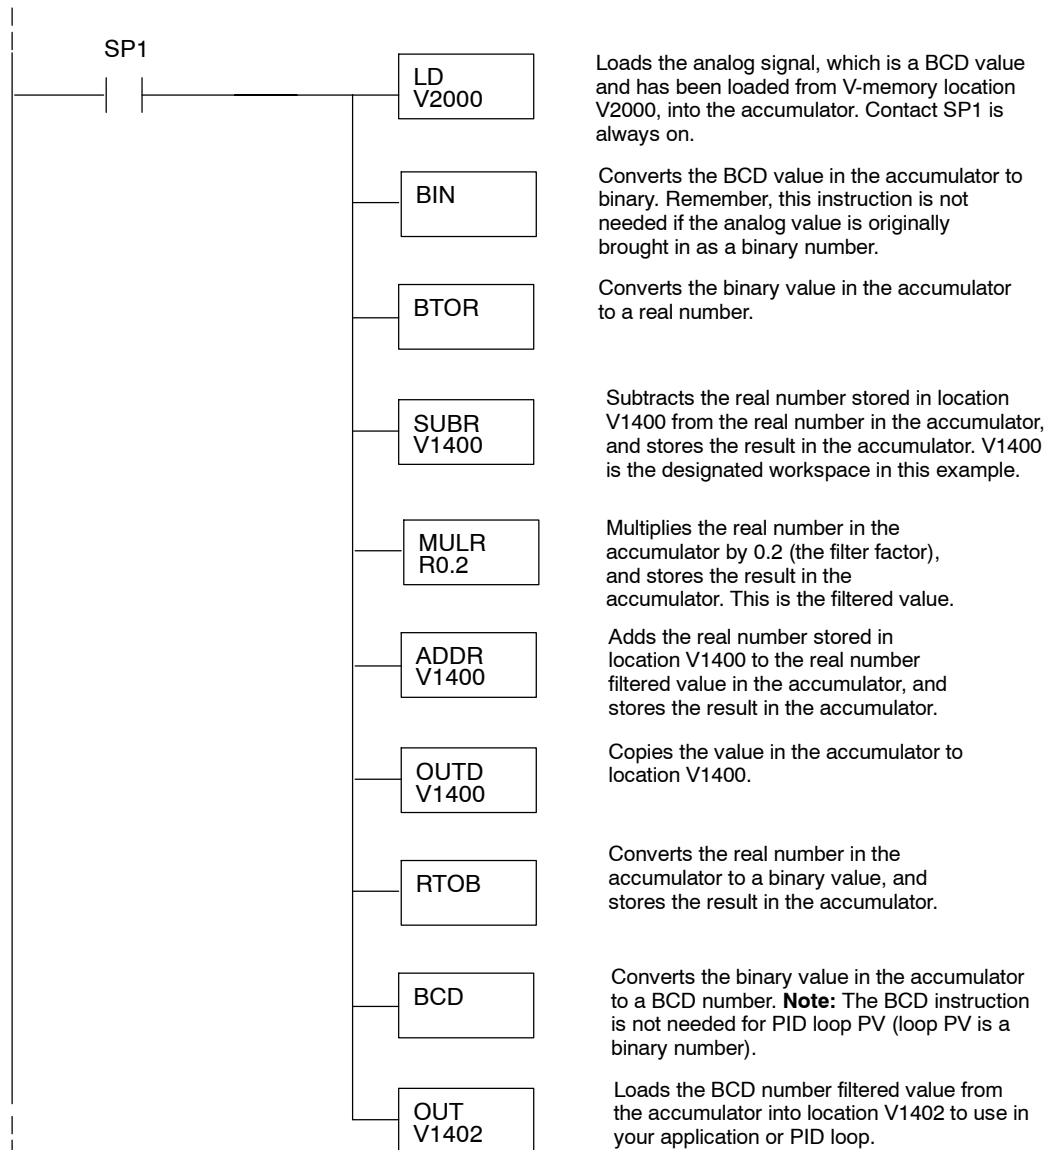 SP1
LD
V2000
Loads the analog signal, which is a BCD value
and has been loaded from V-memory location
V2000, into the accumulator. Contact SP1 is
always on.
BIN
Converts the BCD value in the accumulator to
binary. Remember, this instruction is not
needed if the analog value is originally
brought in as a binary number.
BTOR
Converts the binary value in the accumulator
to a real number.
SUBR
V1400
Subtracts the real number stored in location
V1400 from the real number in the accumulator,
and stores the result in the accumulator. V1400
is the designated workspace in this example.
MULR
R0.2
Multiplies the real number in the
accumulator by 0.2 (the filter factor),
and stores the result in the
accumulator. This is the filtered value.
ADDR
V1400
Adds the real number stored in
location V1400 to the real number
filtered value in the accumulator, and
stores the result in the accumulator.
OUTD
V1400
Copies the value in the accumulator to
location V1400.
RTOB
Converts the real number in the
accumulator to a binary value, and
stores the result in the accumulator.
BCD
Converts the binary value in the accumulator
to a BCD number. Note: The BCD instruction
is not needed for PID loop PV (loop PV is a
binary number).
OUT
V1402
Loads the BCD number filtered value from
the accumulator into location V1402 to use in
your application or PID loop.